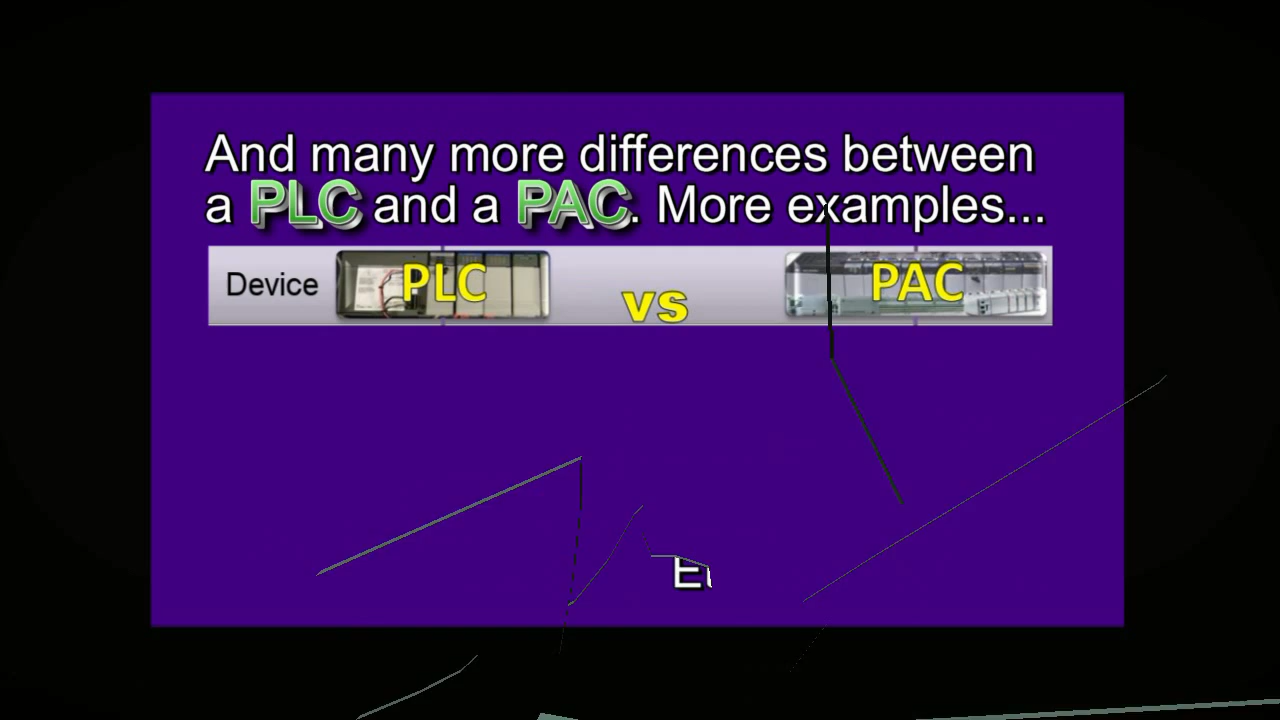 And many more differences between
a PLC and a PAC. More examples...
Device PLC vs PAC